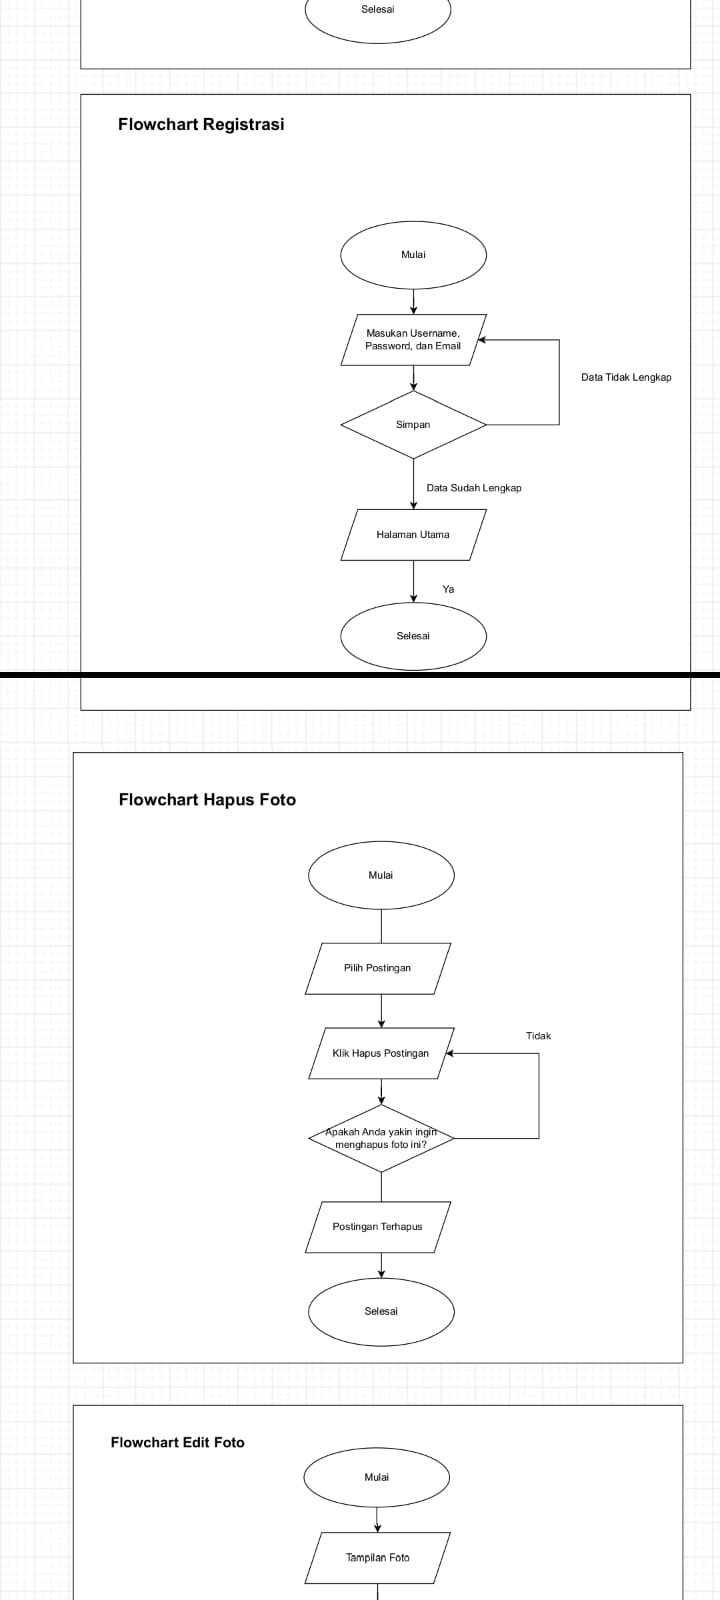 Selesai
Flowchart Registrasi
Mulai
Masukan Username,
Password, dan Email
Data Tidak Lengkap
Simpan
Data Sudah Lengkap
Halaman Utama
Ya
Selesai
Flowchart Hapus Foto
Mulai
Pilih Postingan
Tidak
Klik Hapus Postingan
Apakah Anda yakin ingin
menghapus foto ini?
Postingan Terhapus
Selesai
Flowchart Edit Foto
Mulai
Tampilan Foto